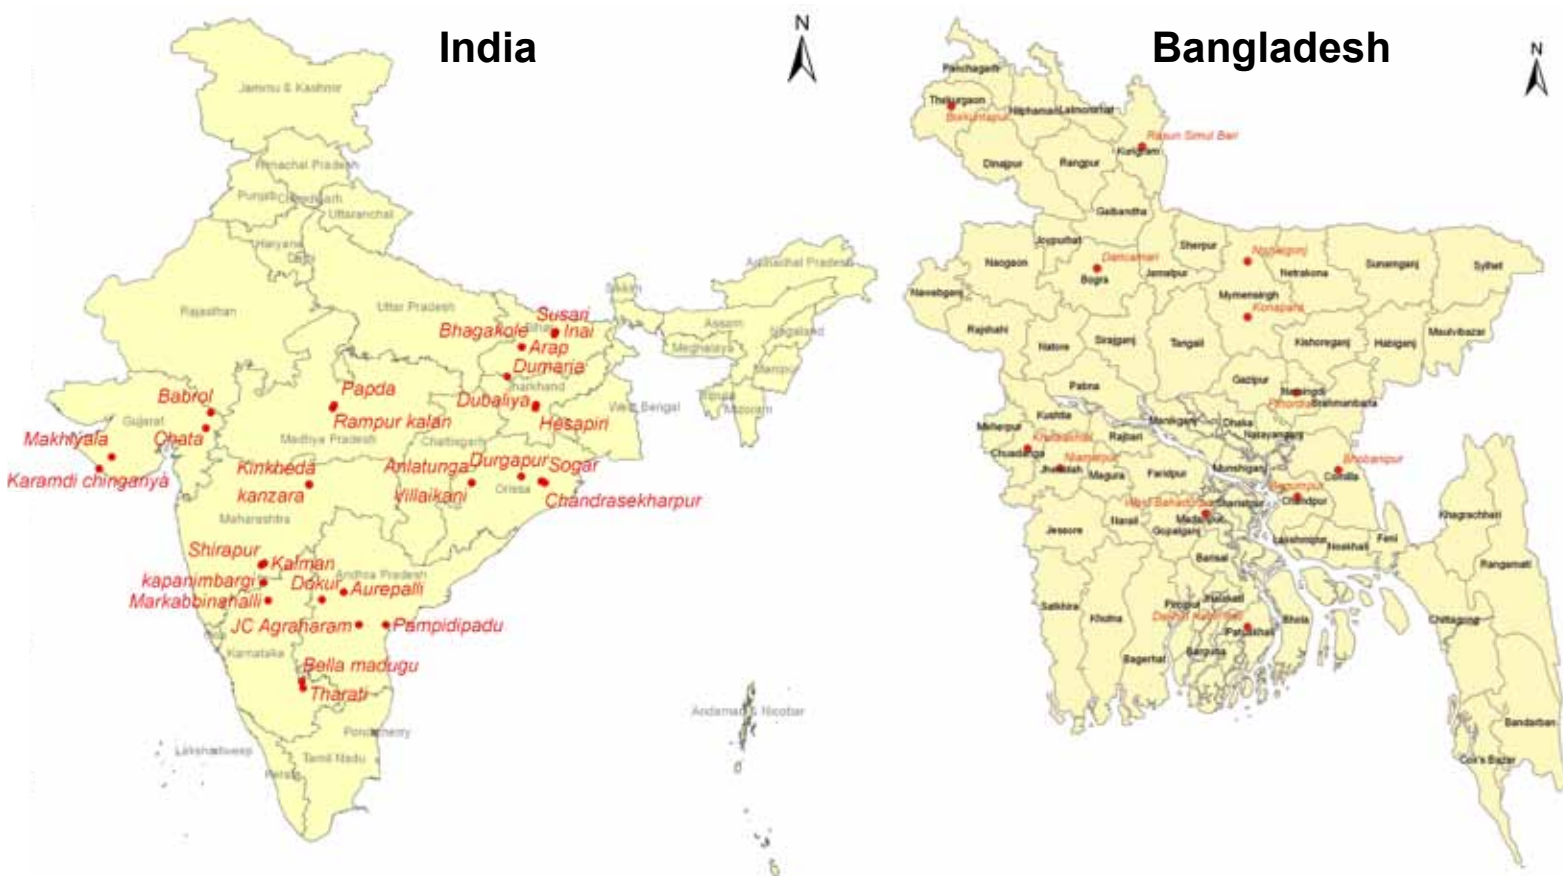 India
N
Jammu & Kashmir
Himachal Pradesh
Punjab
Chandigarh
Uttaranchal
Haryana
Delhi
Rajasthan
Uttar Pradesh
Sikkim
Arunachal Pradesh
Assam
Nagaland
Meghalaya
Manipur
Tripura
Mizoram
Bihar
Susari
Inai
Bhagakole
Arap
Dumaria
Jharkhand
Dubaliya
Hesapiri
West Bengal
Papda
Rampur kalan
Madhya Pradesh
Chattisgarh
Babrol
Gujarat
Makhiyala
Chata
Karamdi chingariya
Kinkheda
kanzara
Maharashtra
Anlatunga
Durgapur
Sogar
Villaikani
Orissa
Chandrasekharpur
Shirapur
Kalman
kapanimbargi
Markabbinahalli
Dokur
Andhra Pradesh
Aurepalli
JC Agraharam
Pampidipadu
Goa
Karnataka
Bella madugu
Tharati
Pondicherry
Tamil Nadu
Kerala
Lakshadweep
Andaman & Nicobar
Bangladesh
N
Panchagarh
Thakurgaon
Boikuntapur
Nilphamari
Lalmonirhat
Rasun Simul Bari
Kurigram
Dinajpur
Rangpur
Gaibandha
Joypurhat
Naogaon
Bogra
Sherpur
Jamalpur
Netrakona
Sunamganj
Sylhet
Nawabganj
Mymensingh
Konapara
Rajshahi
Natore
Sirajganj
Tangail
Kishoreganj
Habiganj
Maulvibazar
Pabna
Gazipur
Narsingdi
Brahmanbaria
Kushtia
Meherpur
Manikganj
Dhaka
Narayanganj
Rajbari
Chuadanga
Jhenaidah
Magura
Faridpur
Munshiganj
Bhobanipur
Comilla
Begumpur
Chandpur
Shariatpur
Madaripur
Jessore
Narail
Gopalganj
Lakshmipur
Noakhali
Feni
Khagrachhari
Rangamati
Barisal
Satkhira
Khulna
Bagerhat
Pirojpur
Jhalokati
Patuakhali
Bhola
Barguna
Chittagong
Bandarban
Cox's Bazar